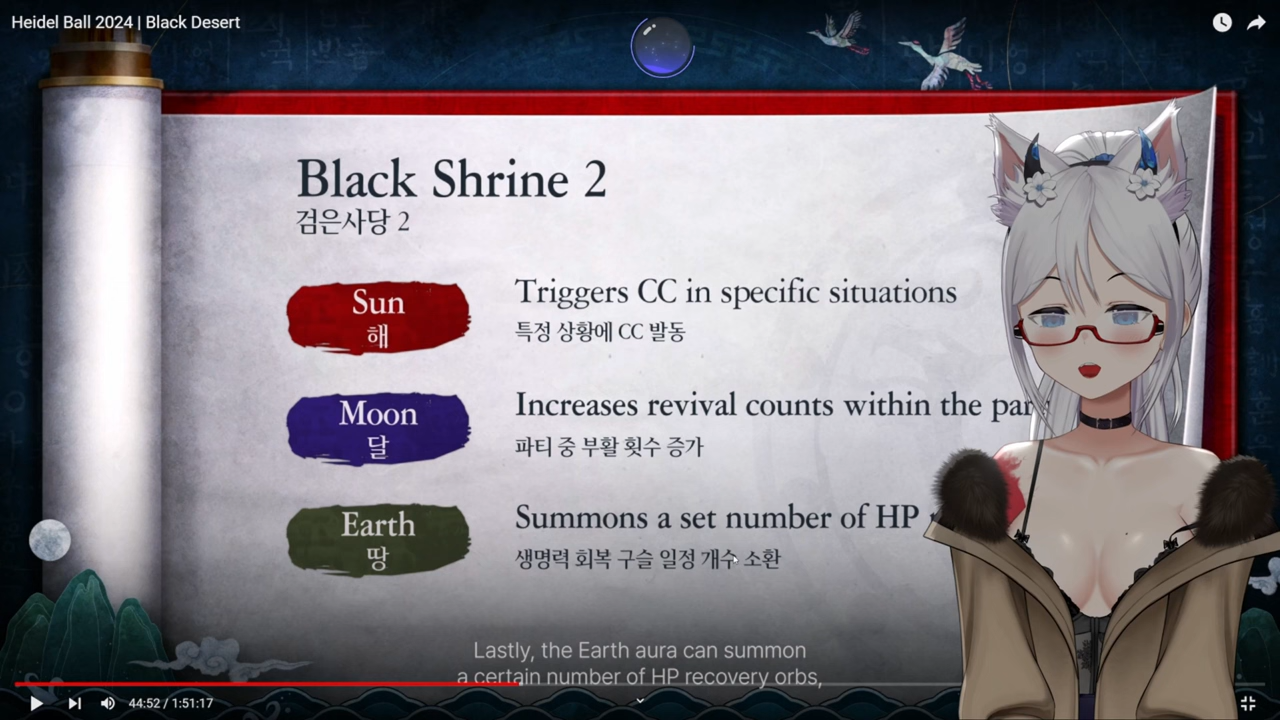 Heidel Ball 2024 | Black Desert
Black Shrine 2
검은사당 2
Sun
해
Triggers CC in specific situations
특정 상황에 CC 발동
Moon
달
Increases revival counts within the
파티 중 부활 횟수 증가
Earth
땅
Summons a set number of HP
생명력 회복 구슬 일정 개수 소환
Lastly, the Earth aura can summon
a certain number of HP recovery orbs,
44:52 / 1:51:17